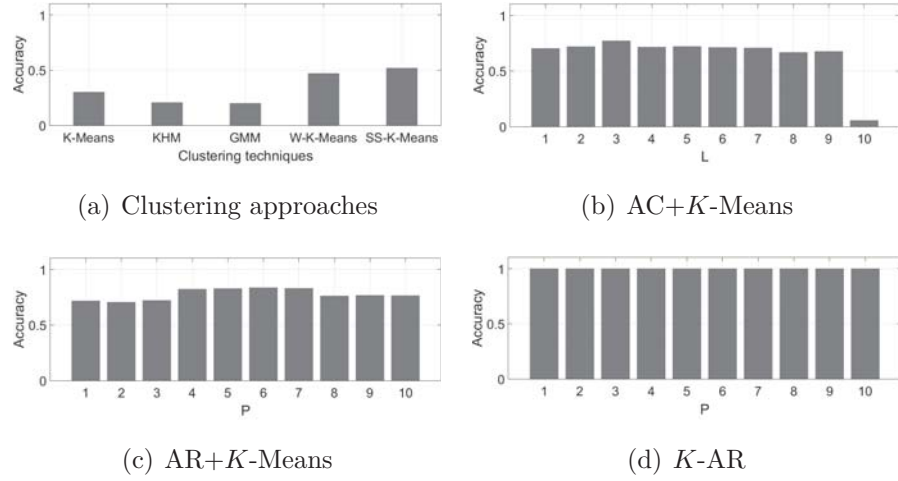 Accuracy
1
0.5
0
K-Means KHM GMM W-K-Means SS-K-Means
Clustering techniques
(a) Clustering approaches
Accuracy
1
0.5
0
1 2 3 4 5 6 7 8 9 10
L
(b) AC+K-Means
Accuracy
1
0.5
0
1 2 3 4 5 6 7 8 9 10
P
(c) AR+K-Means
Accuracy
1
0.5
0
1 2 3 4 5 6 7 8 9 10
P
(d) K-AR